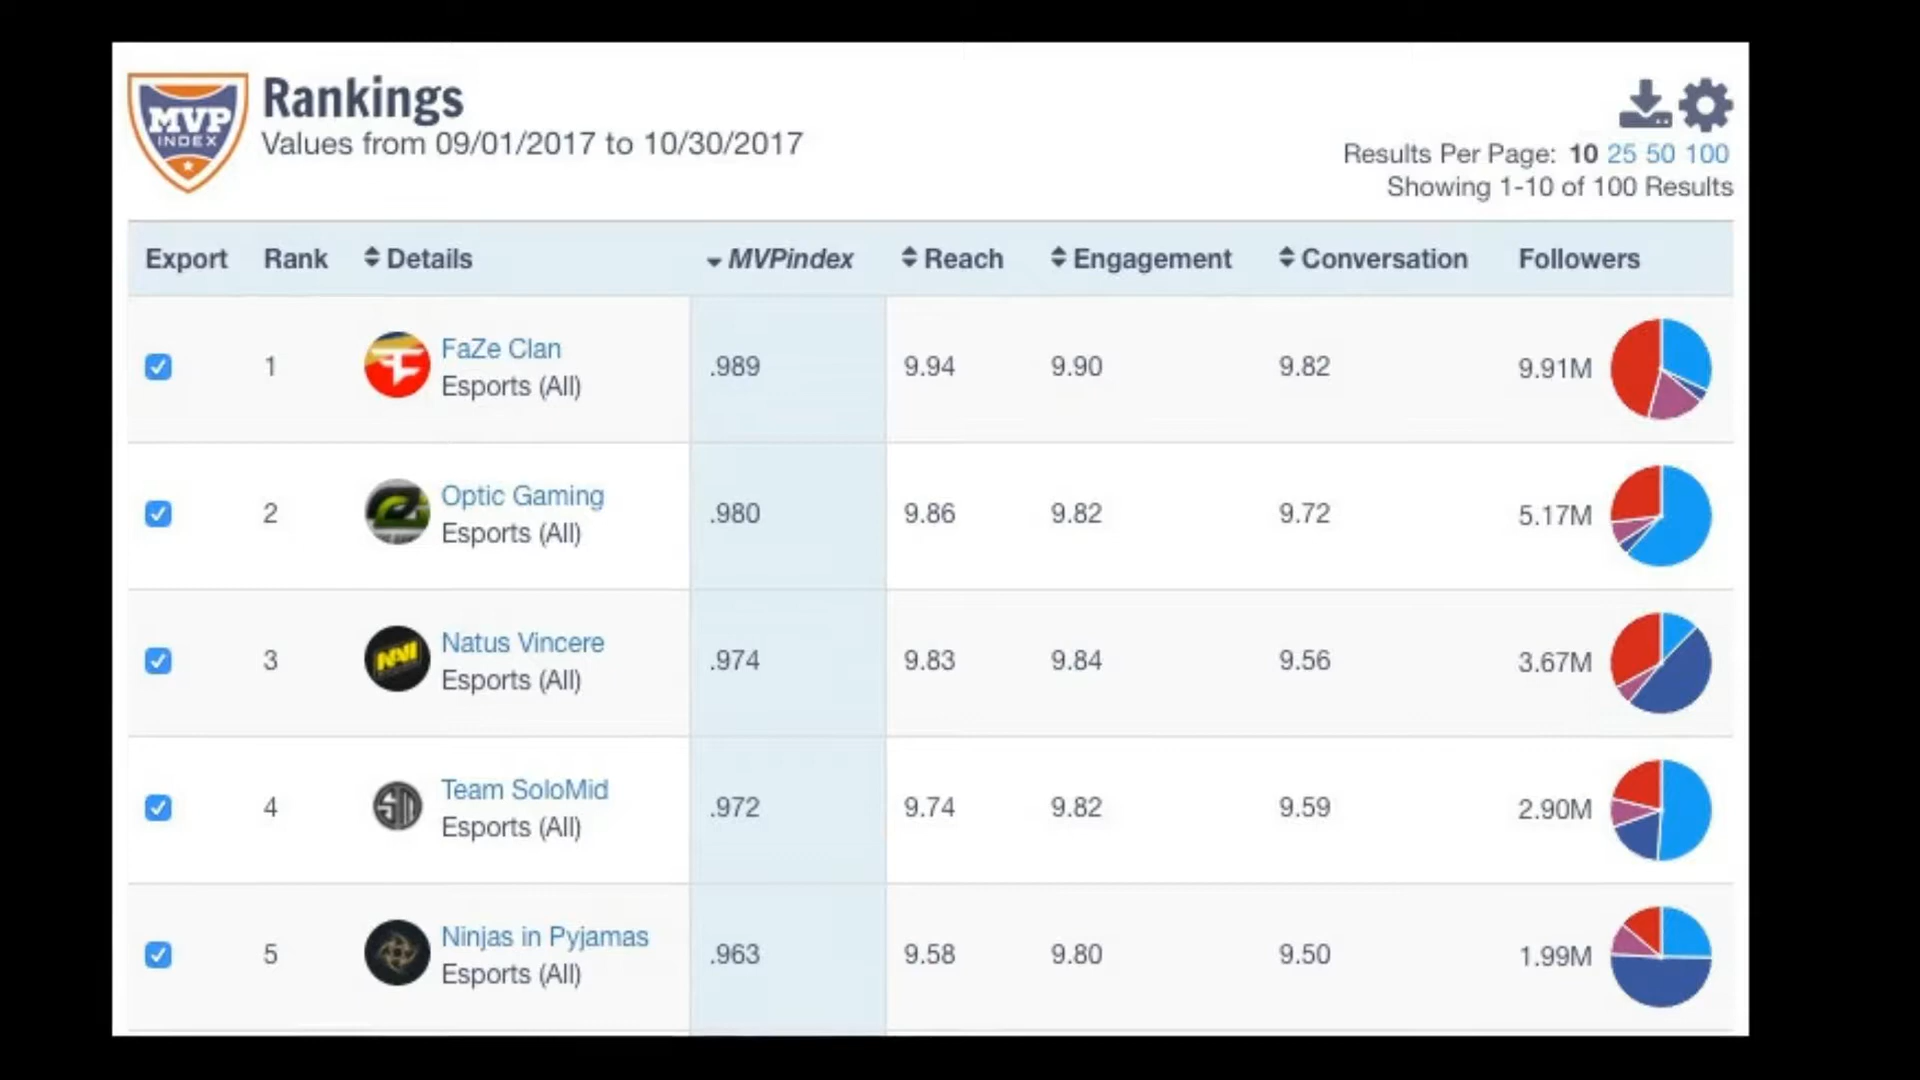 MVP
INDEX
Rankings
Values from 09/01/2017 to 10/30/2017
Results Per Page: 10 25 50 100
Showing 1-10 of 100 Results
Export Rank Details MVPindex Reach Engagement Conversation Followers
1 FaZe Clan .989 9.94 9.90 9.82 9.91M
Esports (All)
2 Optic Gaming .980 9.86 9.82 9.72 5.17M
Esports (All)
NAVI
3 Natus Vincere .974 9.83 9.84 9.56 3.67M
Esports (All)
4 Team SoloMid .972 9.74 9.82 9.59 2.90M
Esports (All)
5 Ninjas in Pyjamas .963 9.58 9.80 9.50 1.99M
Esports (All)